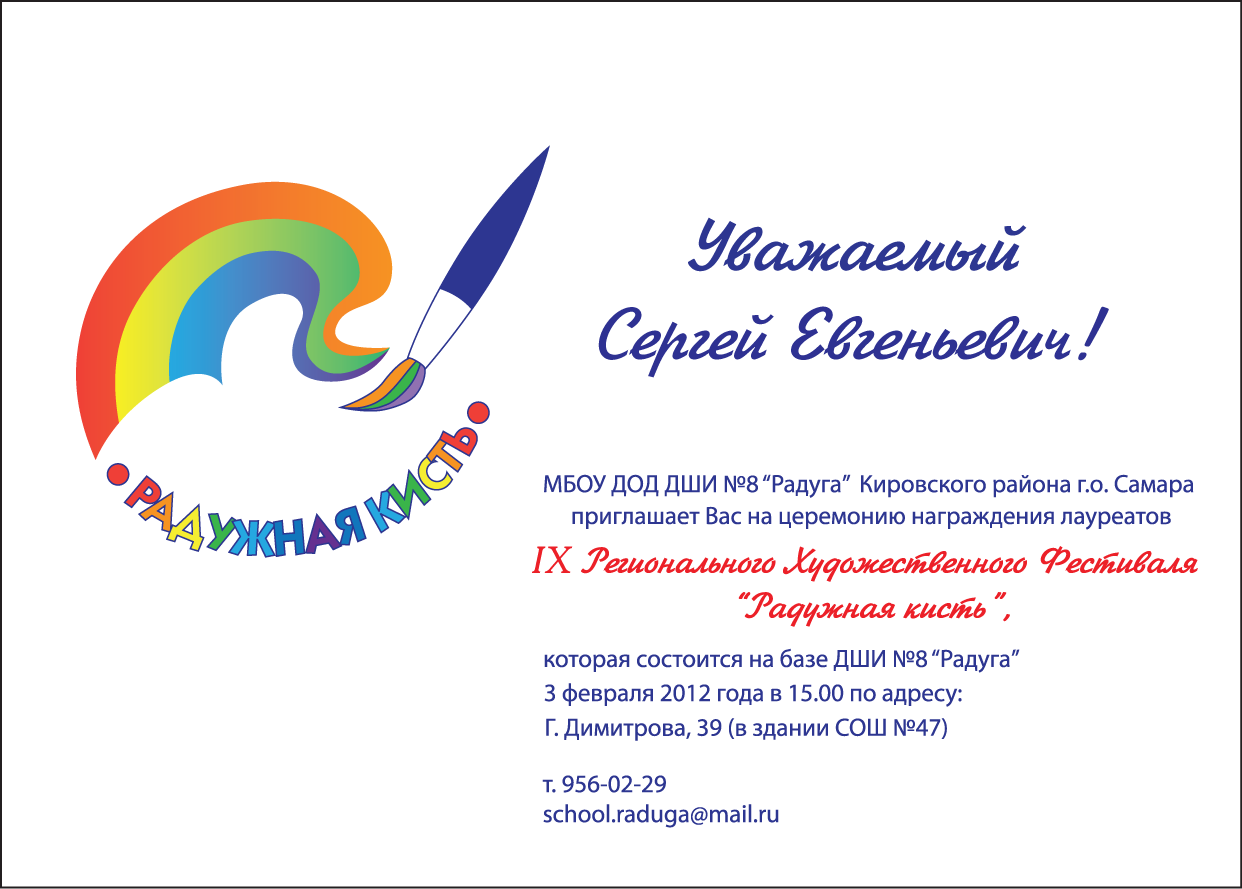 РАДУЖНАЯ КИСТЬ
Уважаемый
Сергей Евгеньевич!
МБОУ ДОД ДШИ №8 “Радуга” Кировского района г.о. Самара
приглашает Вас на церемонию награждения лауреатов
IX Регионального Художественного Фестиваля
“Радужная кисть”,
которая состоится на базе ДШИ №8 “Радуга”
3 февраля 2012 года в 15.00 по адресу:
Г. Димитрова, 39 (в здании СОШ №47)
т. 956-02-29
school.raduga@mail.ru